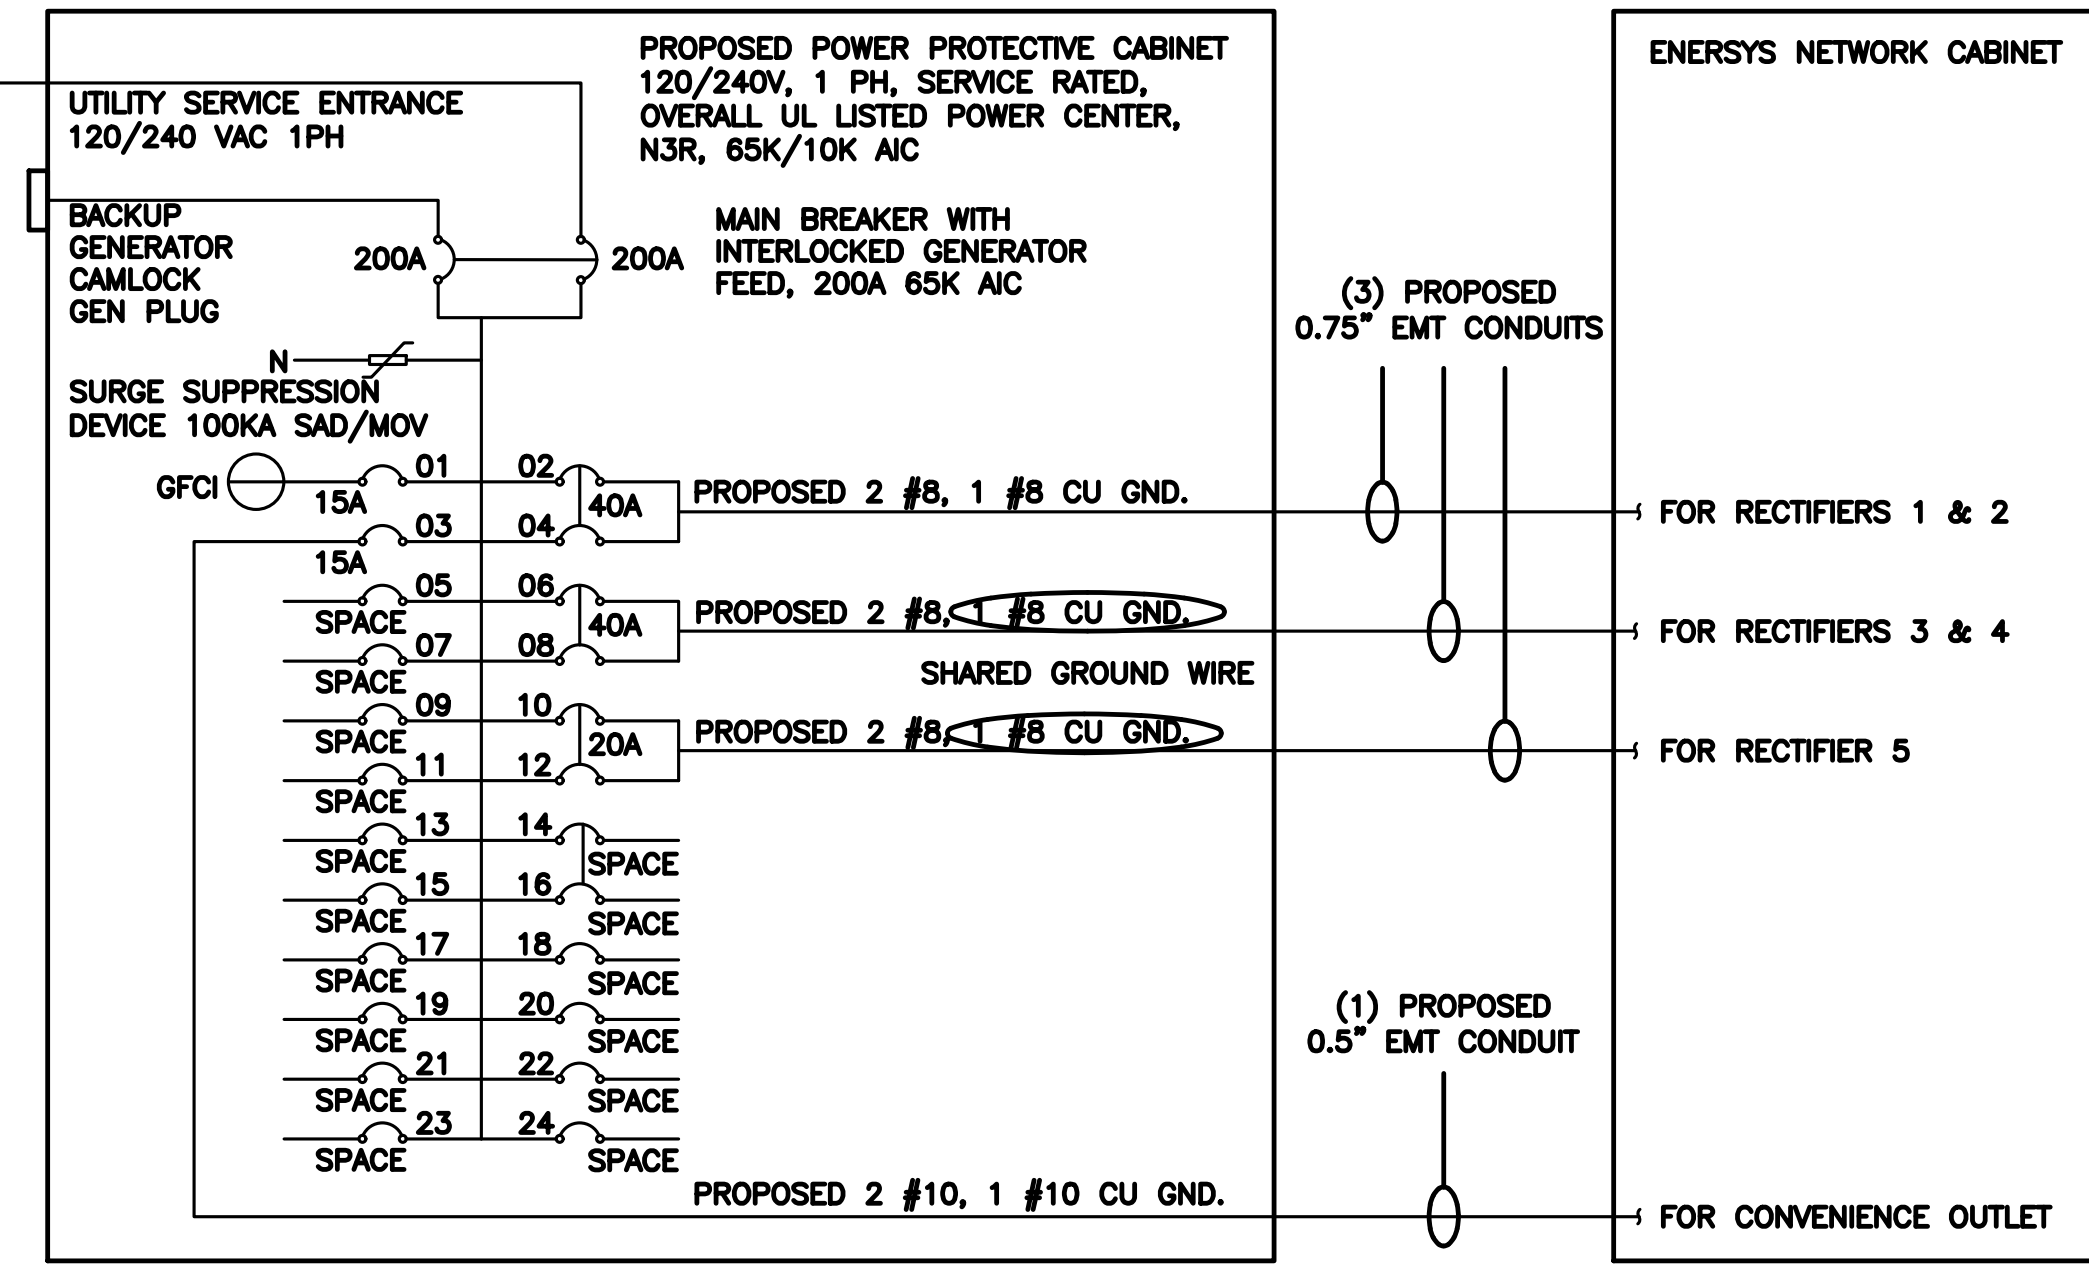 PROPOSED POWER PROTECTIVE CABINET
120/240V, 1 PH, SERVICE RATED,
OVERALL UL LISTED POWER CENTER,
N3R, 65K/10K AIC
ENERSYS NETWORK CABINET
UTILITY SERVICE ENTRANCE
120/240 VAC 1PH
BACKUP
GENERATOR
CAMLOCK
GEN PLUG
200A
200A
MAIN BREAKER WITH
INTERLOCKED GENERATOR
FEED, 200A 65K AIC
(3) PROPOSED
0.75" EMT CONDUITS
N
SURGE SUPPRESSION
DEVICE 100KA SAD/MOV
GFCI
15A
01
02
40A
PROPOSED 2 #8, 1 #8 CU GND.
FOR RECTIFIERS 1 & 2
15A
03
04
SPACE
05
06
40A
PROPOSED 2 #8, 1 #8 CU GND.
FOR RECTIFIERS 3 & 4
SPACE
07
08
SHARED GROUND WIRE
SPACE
09
10
20A
PROPOSED 2 #8, 1 #8 CU GND.
FOR RECTIFIER 5
SPACE
11
12
SPACE
13
14
SPACE
SPACE
15
16
SPACE
SPACE
17
18
SPACE
SPACE
19
20
SPACE
SPACE
21
22
SPACE
SPACE
23
24
SPACE
(1) PROPOSED
0.5" EMT CONDUIT
PROPOSED 2 #10, 1 #10 CU GND.
FOR CONVENIENCE OUTLET